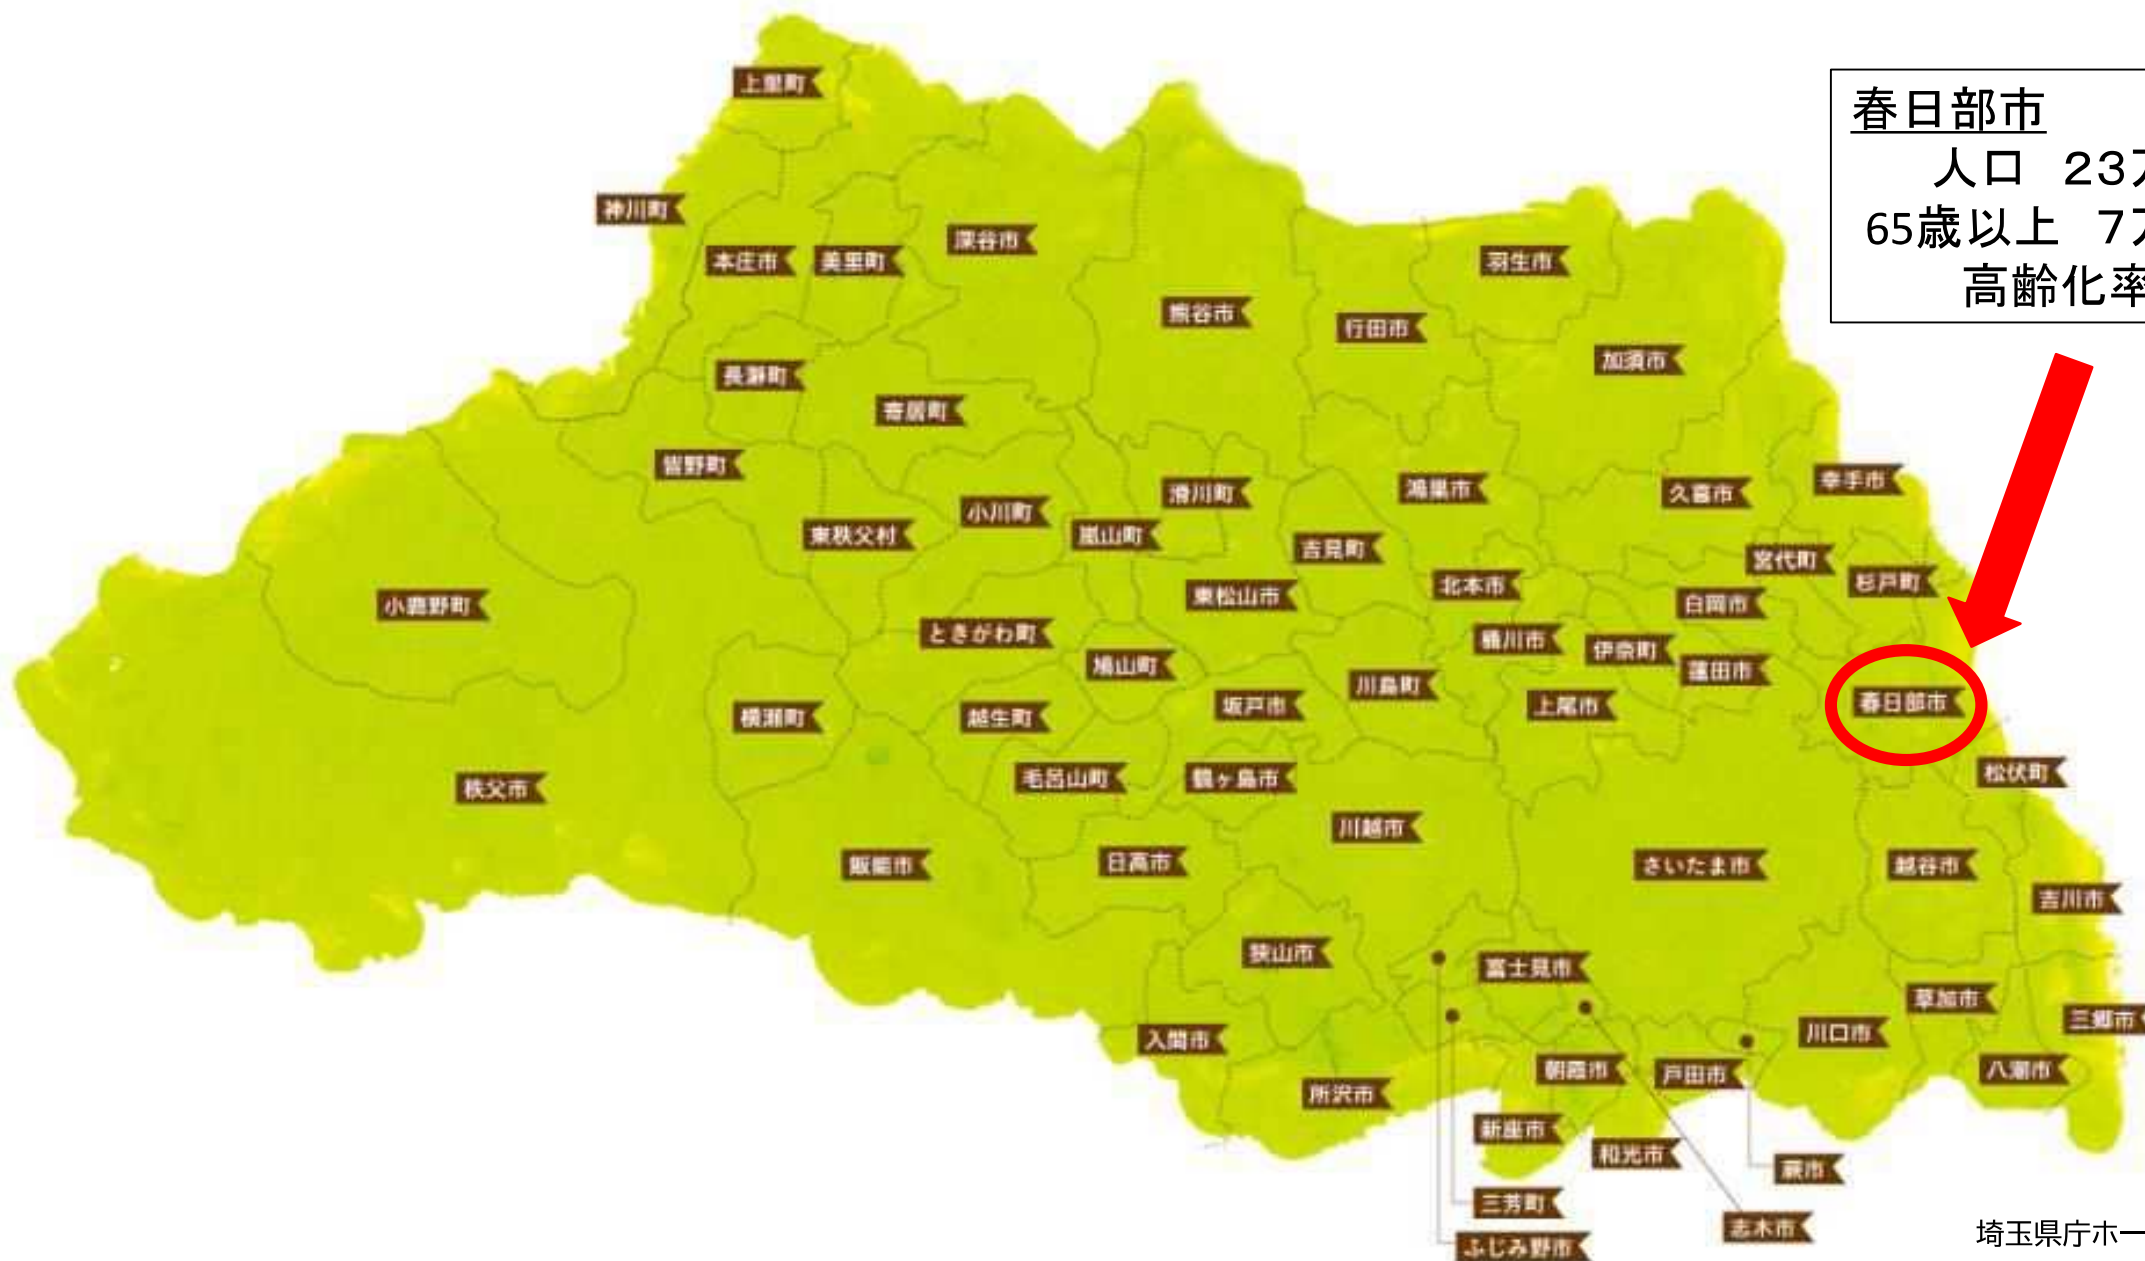 上里町
春日部市
人口 23万
65歳以上 7万
高齢化率
神川町
本庄市
美里町
深谷市
熊谷市
行田市
羽生市
加須市
長瀞町
寄居町
皆野町
東秩父村
小川町
嵐山町
滑川町
吉見町
鴻巣市
久喜市
幸手市
宮代町
杉戸町
白岡市
北本市
東松山市
小鹿野町
ときがわ町
鳩山町
桶川市
伊奈町
蓮田市
川島町
上尾市
春日部市
横瀬町
越生町
坂戸市
毛呂山町
鶴ヶ島市
松伏町
秩父市
川越市
飯能市
日高市
さいたま市
越谷市
吉川市
狭山市
富士見市
草加市
三郷市
入間市
川口市
所沢市
朝霞市
戸田市
八潮市
新座市
和光市
蕨市
三芳町
志木市
ふじみ野市
埼玉県庁ホー